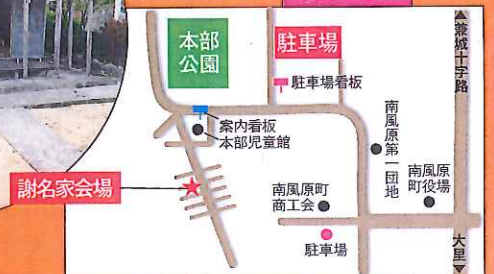 本部
公園
駐車場
駐車場看板
案内看板
本部児童館
謝名家会場
南風原町
商工会
駐車場
南風原第一団地
南風原
町役場
▲兼城十字路
大里▼